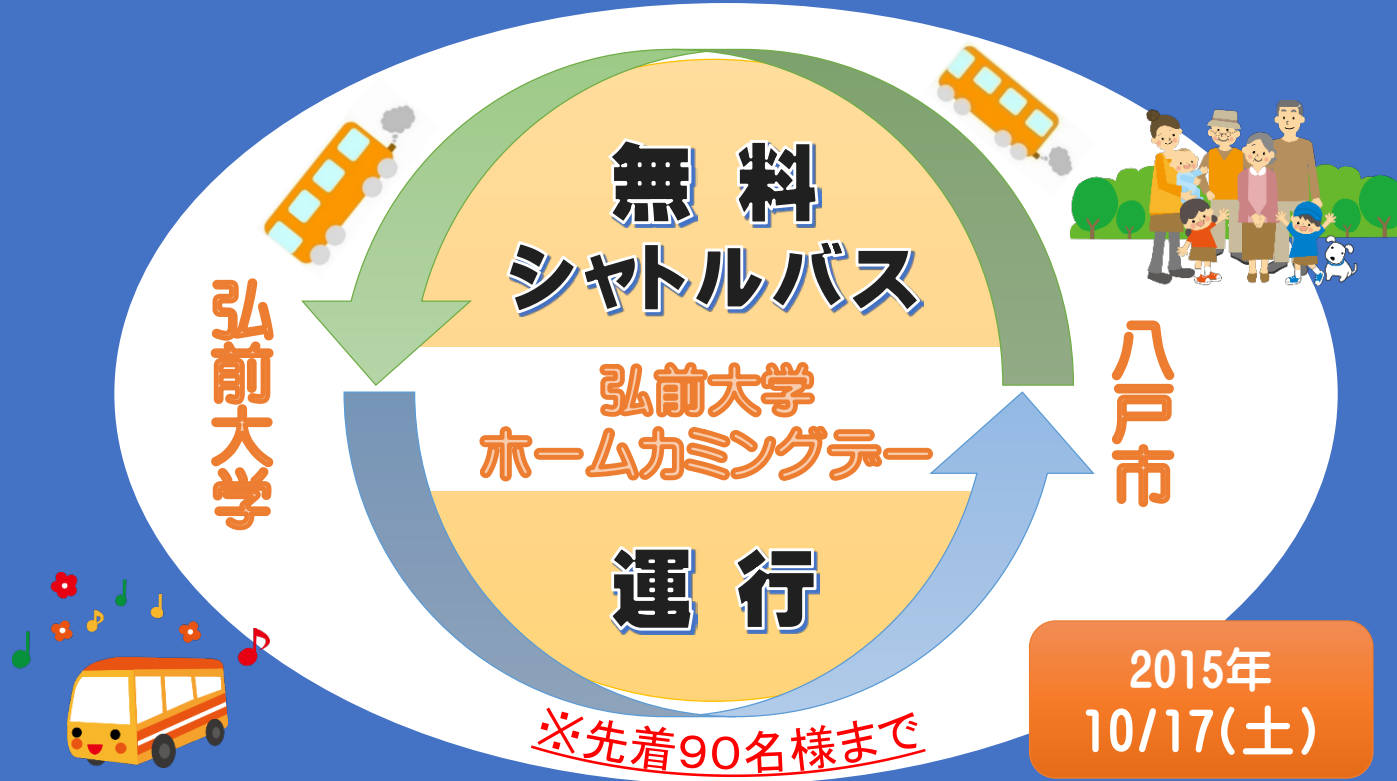 無料
シャトルバス
弘前大学
八戸市
弘前大学
ホームカミングデー
運行
※先着90名様まで
2015年
10/17(土)